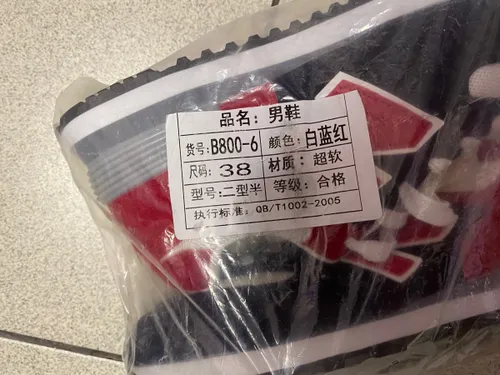 品名：男鞋
货号：B800-6 颜色：白蓝红
尺码：38 材质：超软
型号：二型半 等级：合格
执行标准：QB/T1002-2005